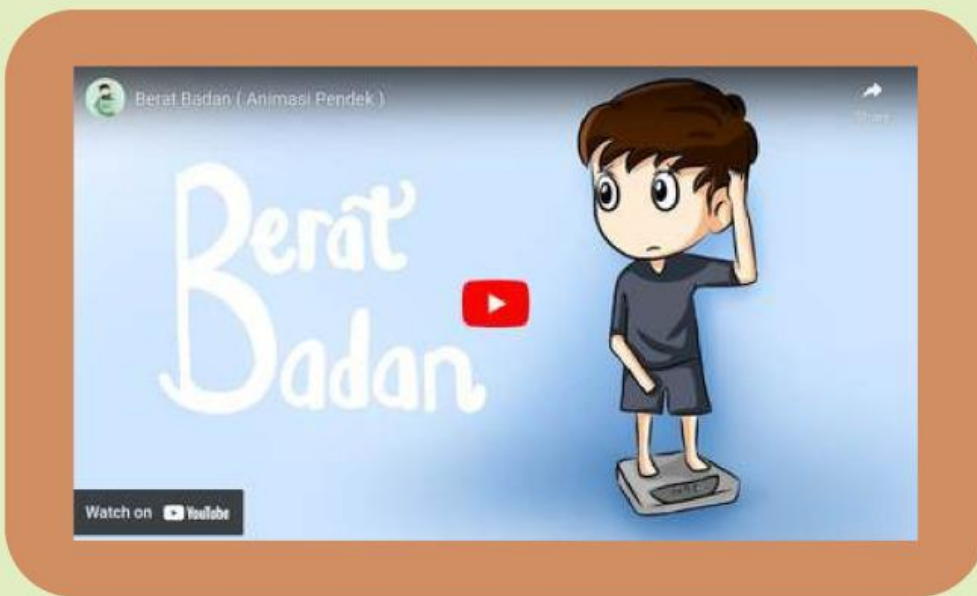 Berat Badan ( Animasi Pendek )
Share
Berat
Badan
Watch on YouTube